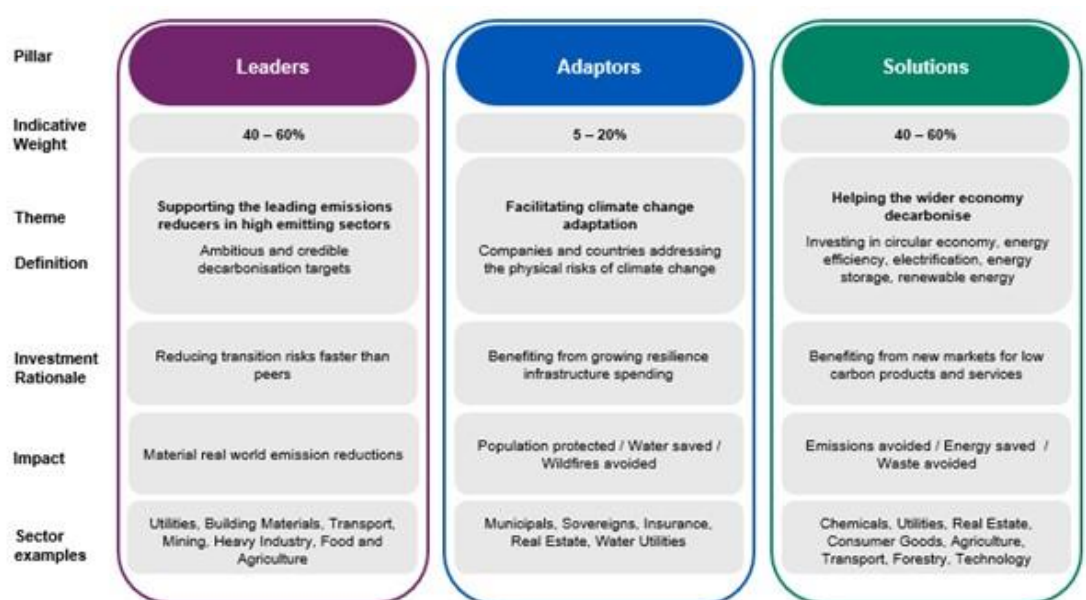 Pillar
Leaders
Adaptors
Solutions
Indicative
Weight
40 – 60%
5 – 20%
40 – 60%
Theme
Definition
Supporting the leading emissions
reducers in high emitting sectors
Ambitious and credible
decarbonisation targets
Facilitating climate change
adaptation
Companies and countries addressing
the physical risks of climate change
Helping the wider economy
decarbonise
Investing in circular economy, energy
efficiency, electrification, energy
storage, renewable energy
Investment
Rationale
Reducing transition risks faster than
peers
Benefiting from growing resilience
infrastructure spending
Benefiting from new markets for low
carbon products and services
Impact
Material real world emission reductions
Population protected / Water saved /
Wildfires avoided
Emissions avoided / Energy saved /
Waste avoided
Sector
examples
Utilities, Building Materials, Transport,
Mining, Heavy Industry, Food and
Agriculture
Municipals, Sovereigns, Insurance,
Real Estate, Water Utilities
Chemicals, Utilities, Real Estate,
Consumer Goods, Agriculture,
Transport, Forestry, Technology